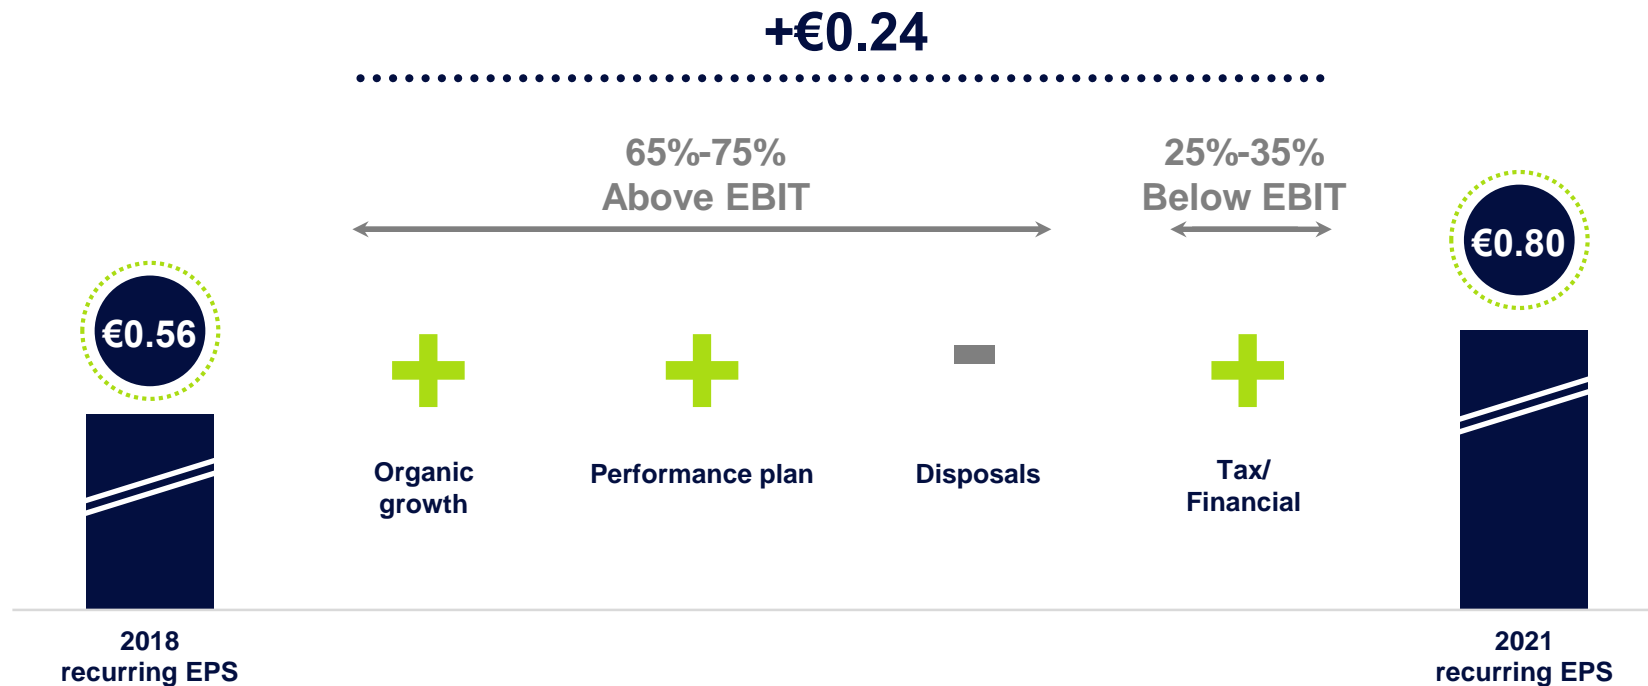 +€0.24
65%-75%
Above EBIT
25%-35%
Below EBIT
€0.56
€0.80
Organic
growth
Performance plan
Disposals
Tax/
Financial
2018
recurring EPS
2021
recurring EPS